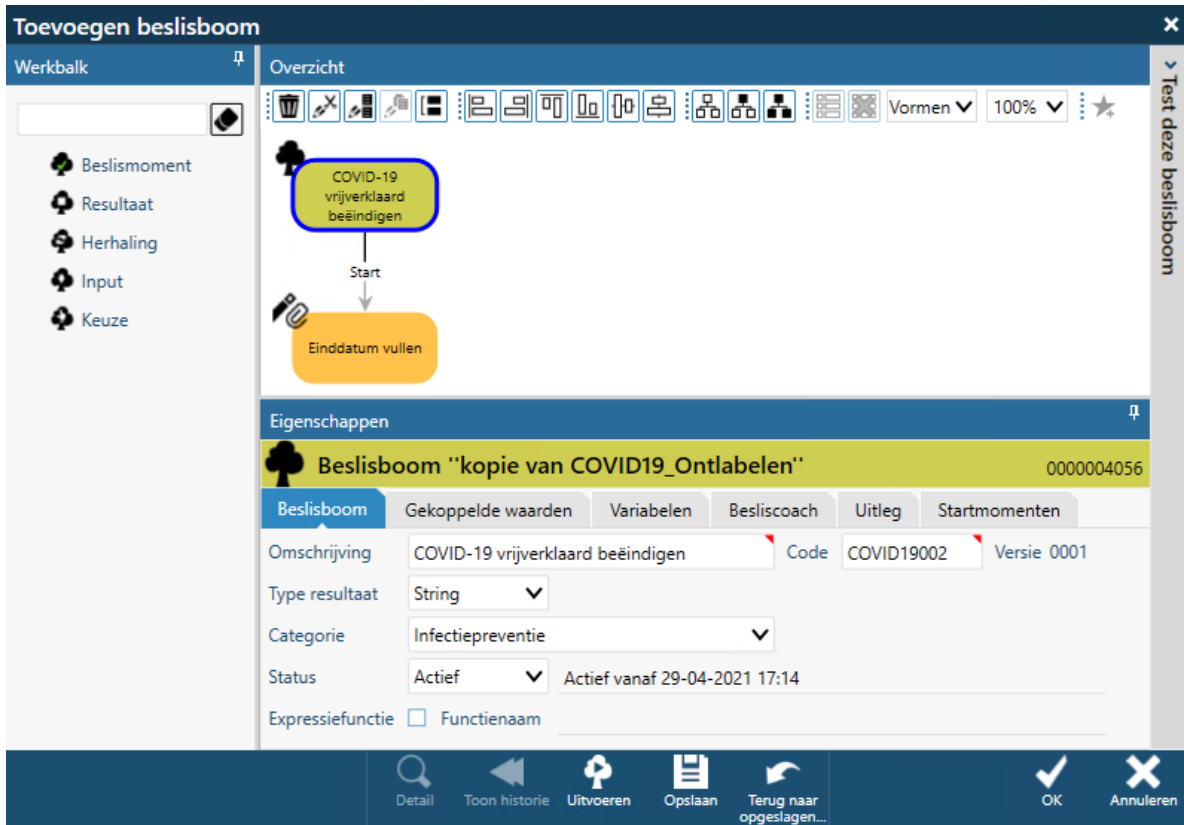 Toevoegen beslisboom
Werkbalk
Beslismoment
Resultaat
Herhaling
Input
Keuze
Overzicht
Vormen
100%
COVID-19
vrijverklaard
beëindigen
Start
Einddatum vullen
Test deze beslisboom
Eigenschappen
Beslisboom "kopie van COVID19_Ontlabelen" 0000004056
Beslisboom Gekoppelde waarden Variabelen Besliscoach Uitleg Startmomenten
Omschrijving COVID-19 vrijverklaard beëindigen Code COVID19002 Versie 0001
Type resultaat String
Categorie Infectiepreventie
Status Actief Actief vanaf 29-04-2021 17:14
Expressiefunctie Functienaam
Detail Toon historie Uitvoeren Opslaan Terug naar
opgeslagen... OK Annuleren